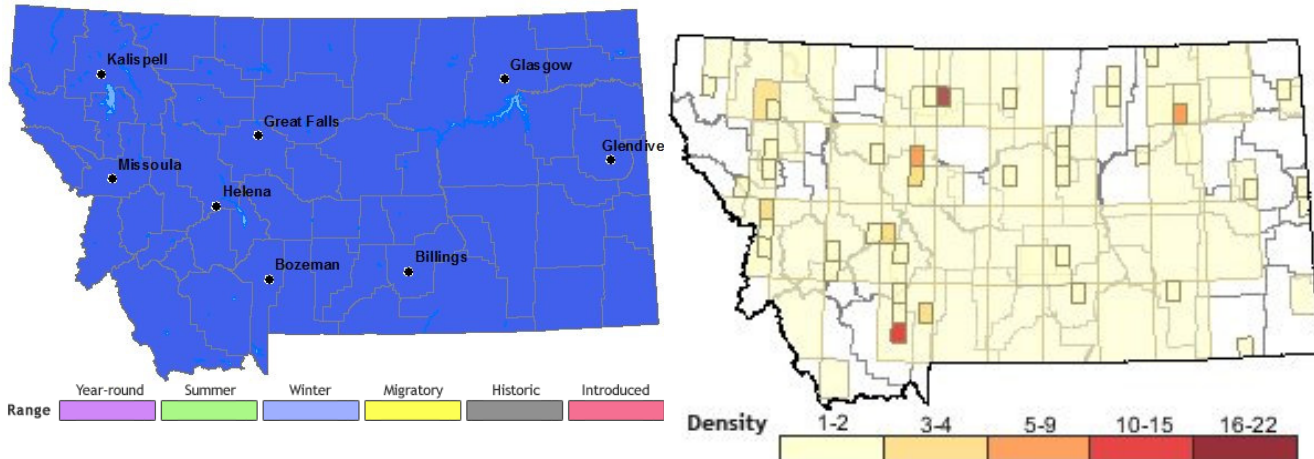 Kalispell
Glasgow
Great Falls
Glendive
Missoula
Helena
Bozeman
Billings
Year-round Summer Winter Migratory Historic Introduced
Range
Density 1-2 3-4 5-9 10-15 16-22